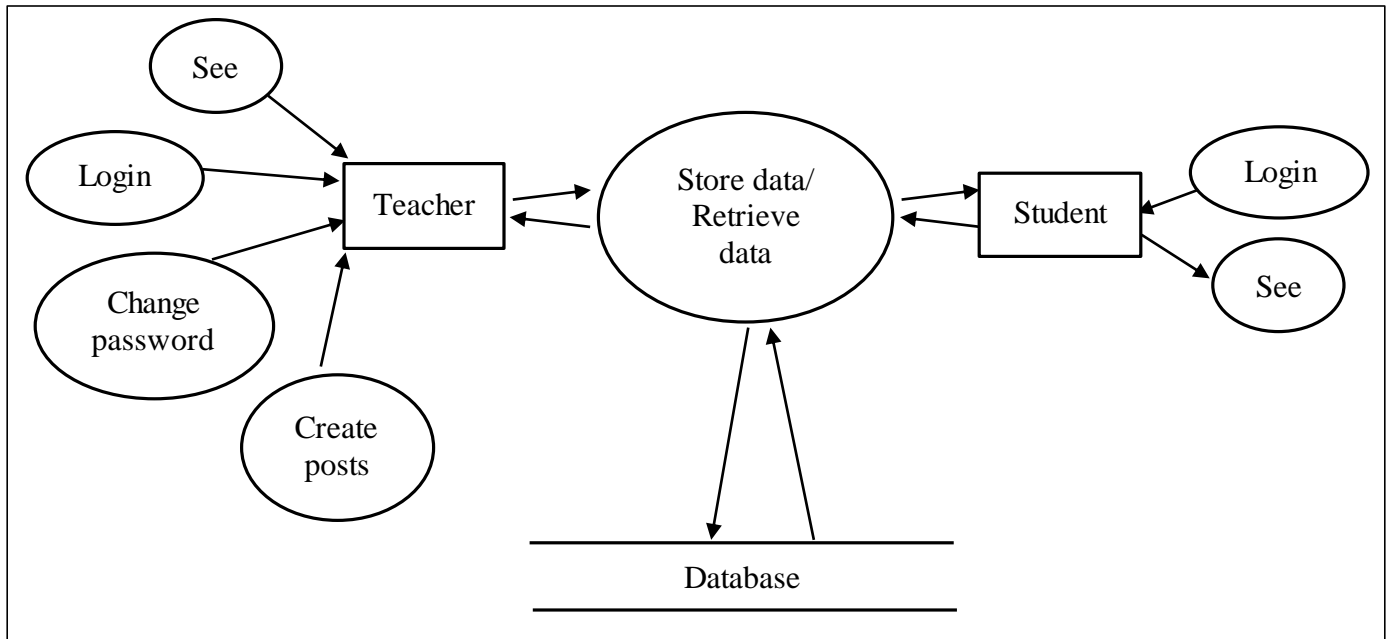 See
Login
Teacher
Change
password
Create
posts
Store data/
Retrieve
data
Student
Login
See
Database